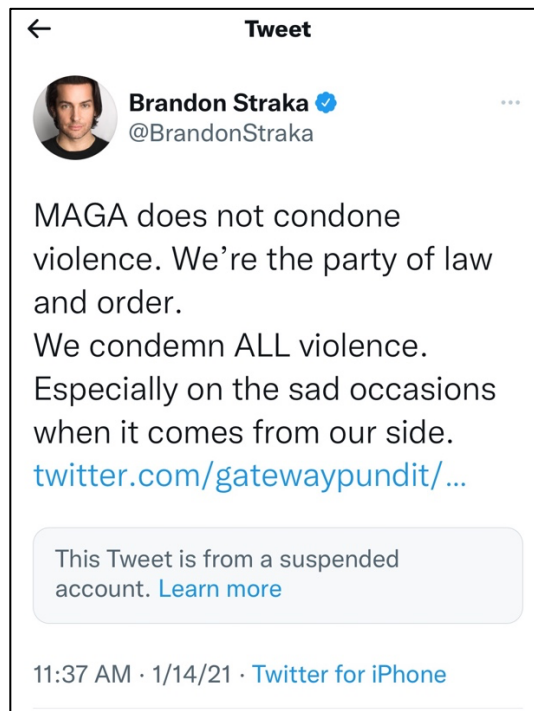 Tweet
Brandon Straka
@BrandonStraka
MAGA does not condone
violence. We’re the party of law
and order.
We condemn ALL violence.
Especially on the sad occasions
when it comes from our side.
twitter.com/gatewaypundit/...
This Tweet is from a suspended
account. Learn more
11:37 AM · 1/14/21 · Twitter for iPhone